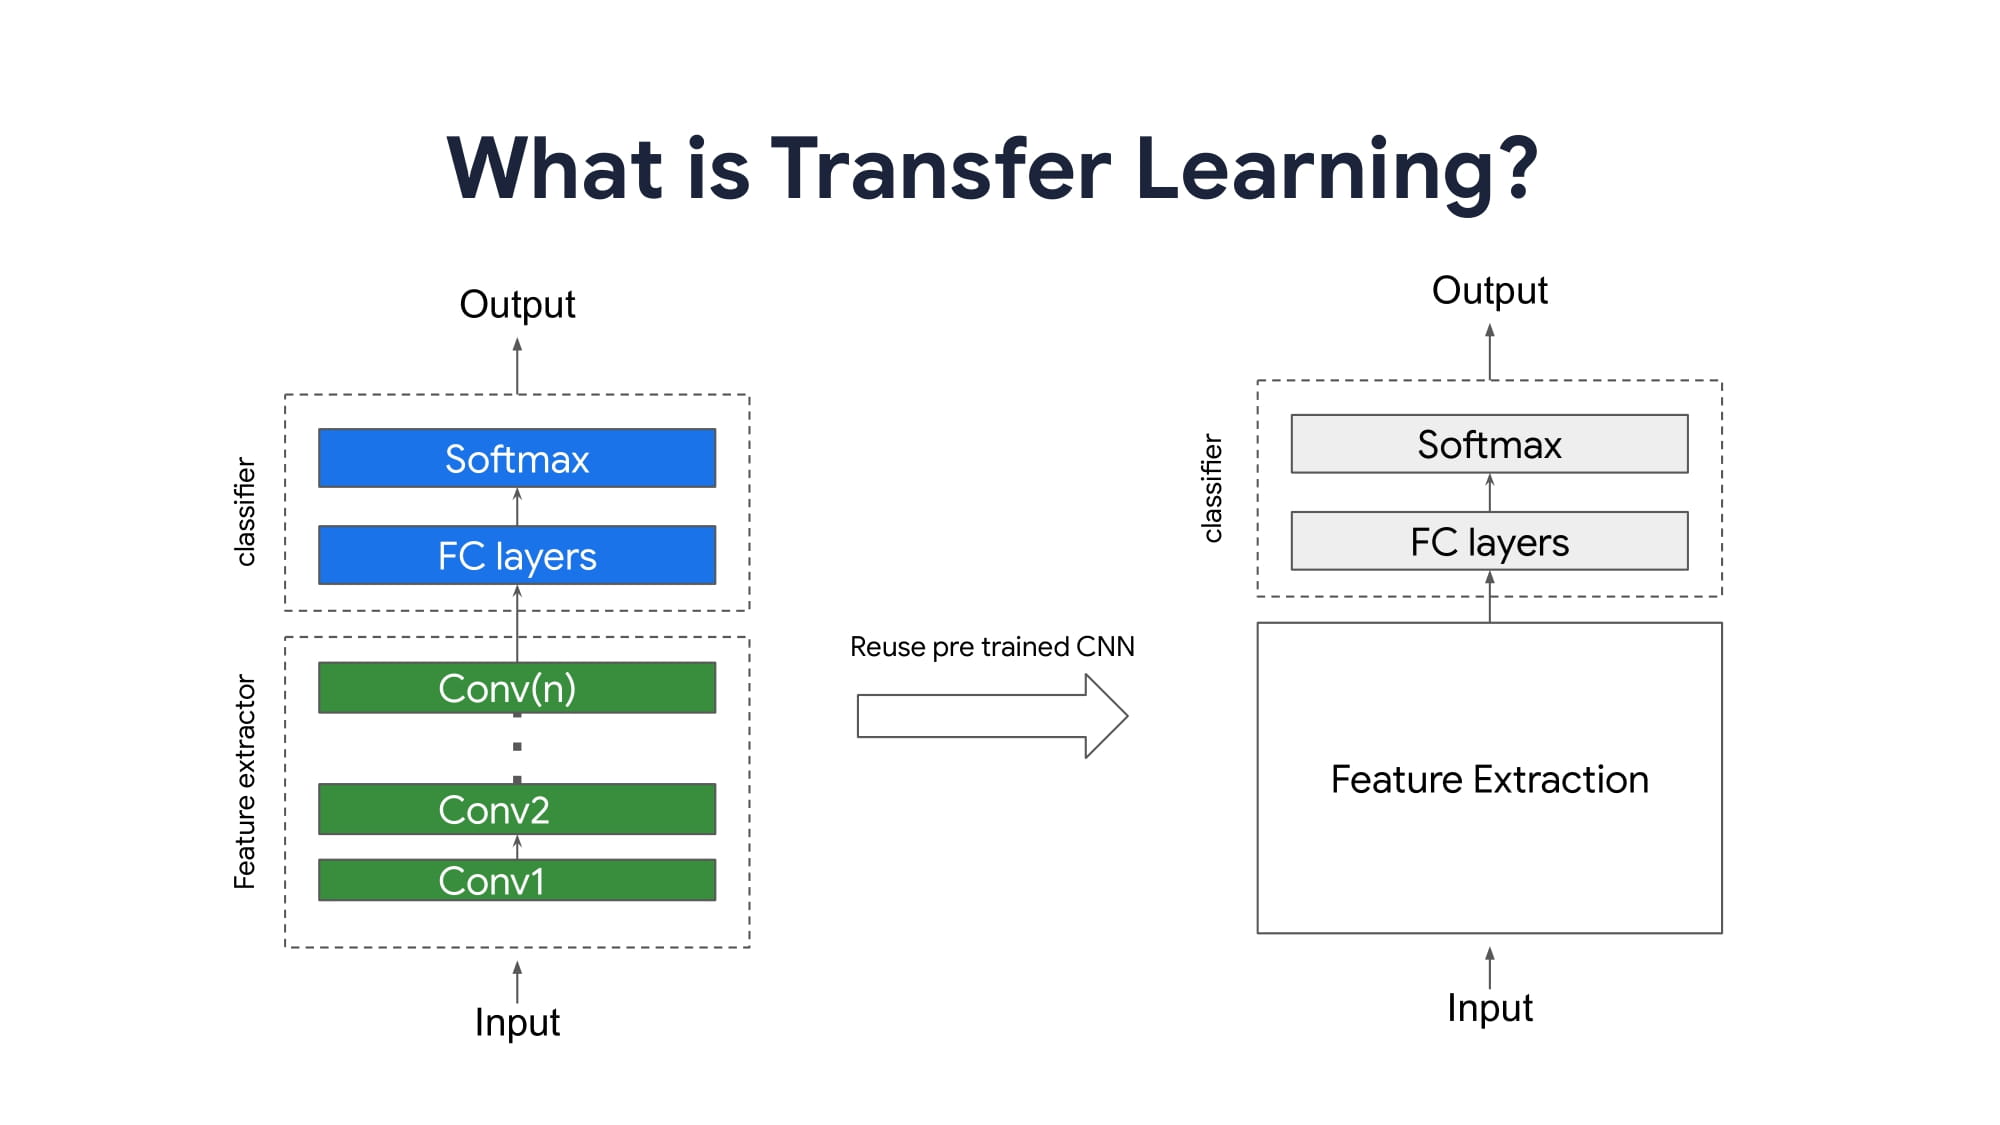 What is Transfer Learning?
Output
classifier
Softmax
FC layers
Feature extractor
Conv(n)
Conv2
Conv1
Input
Reuse pre trained CNN
Output
classifier
Softmax
FC layers
Feature Extraction
Input